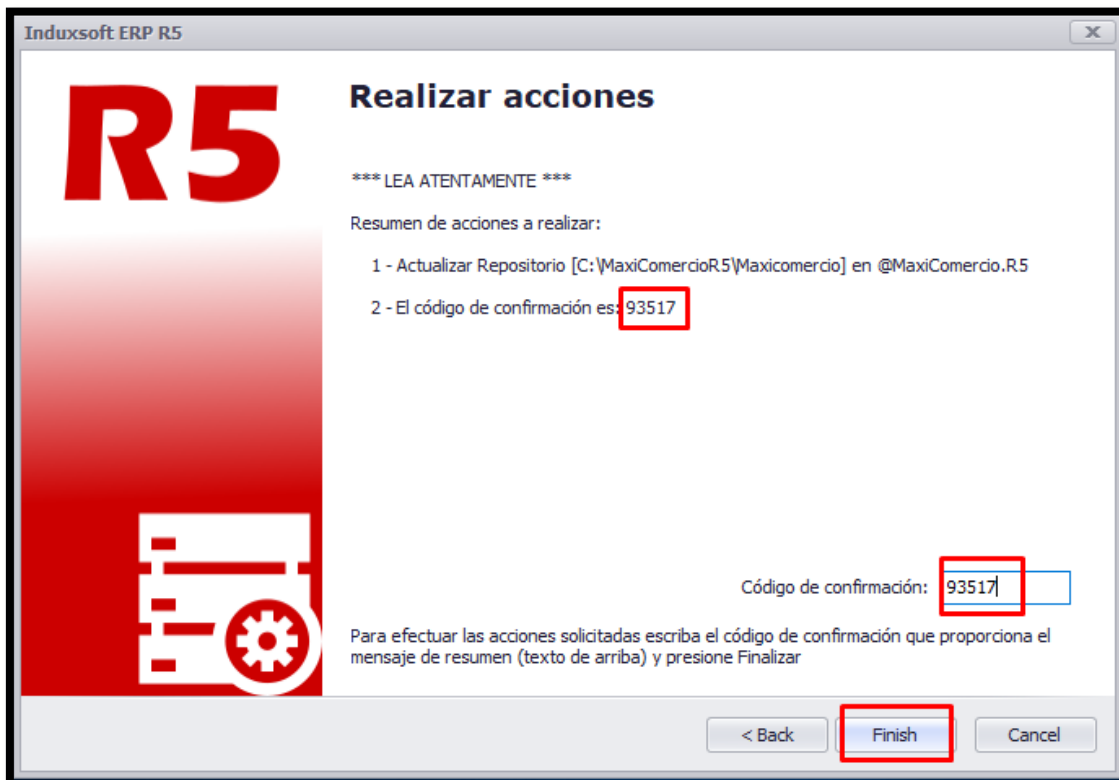 Induxsoft ERP R5
R5
Realizar acciones
*** LEA ATENTAMENTE ***
Resumen de acciones a realizar:
1 - Actualizar Repositorio [C:\MaxiComercioR5\Maxicomercio] en @MaxiComercio.R5
2 - El código de confirmación es: 93517
Código de confirmación: 93517
Para efectuar las acciones solicitadas escriba el código de confirmación que proporciona el
mensaje de resumen (texto de arriba) y presione Finalizar
< Back Finish Cancel